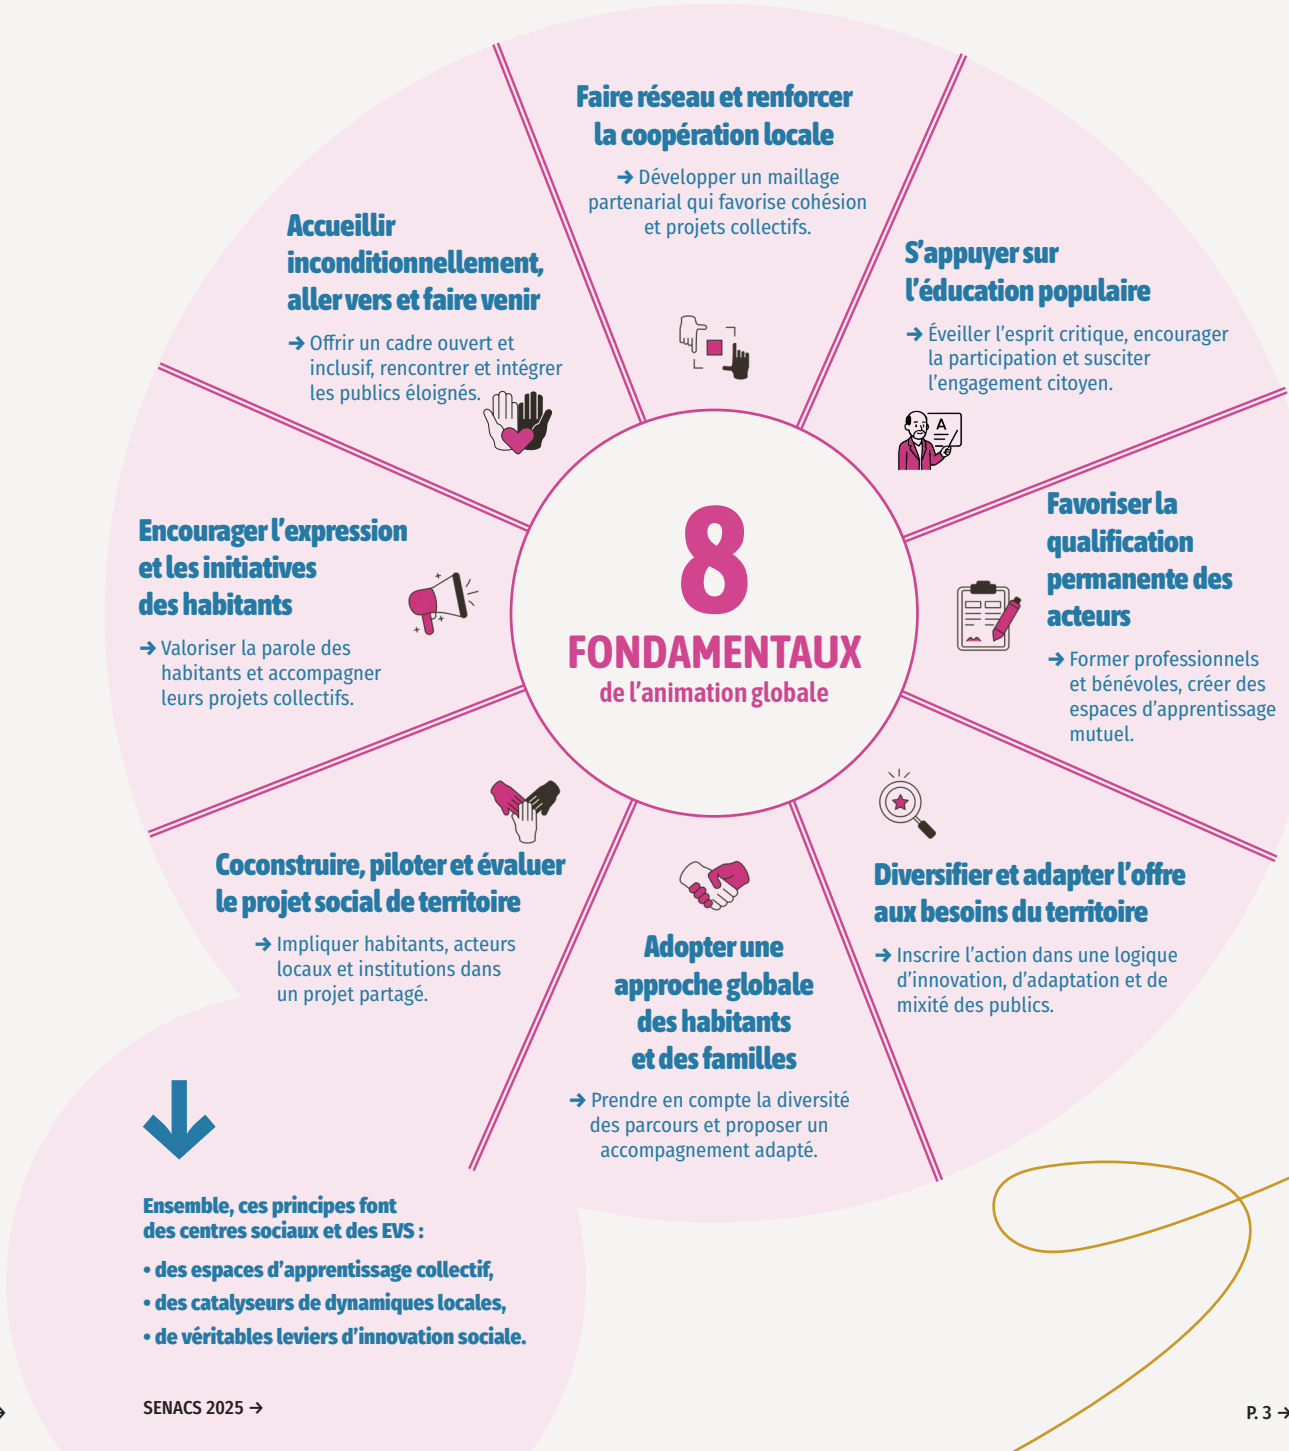 Faire réseau et renforcer
la coopération locale
→ Développer un maillage
partenarial qui favorise cohésion
et projets collectifs.
S'appuyer sur
l'éducation populaire
→ Éveiller l'esprit critique, encourager
la participation et susciter
l'engagement citoyen.
A
Favoriser la
qualification
permanente des
acteurs
→ Former professionnels
et bénévoles, créer des
espaces d'apprentissage
mutuel.
Diversifier et adapter l'offre
aux besoins du territoire
→ Inscrire l'action dans une logique
d'innovation, d'adaptation et de
mixité des publics.
Adopter une
approche globale
des habitants
et des familles
→ Prendre en compte la diversité
des parcours et proposer un
accompagnement adapté.
Coconstruire, piloter et évaluer
le projet social de territoire
→ Impliquer habitants, acteurs
locaux et institutions dans
un projet partagé.
Encourager l'expression
et les initiatives
des habitants
→ Valoriser la parole des
habitants et accompagner
leurs projets collectifs.
Accueillir
inconditionnellement,
aller vers et faire venir
→ Offrir un cadre ouvert et
inclusif, rencontrer et intégrer
les publics éloignés.
8
FONDAMENTAUX
de l'animation globale
Ensemble, ces principes font
des centres sociaux et des EVS :
• des espaces d'apprentissage collectif,
• des catalyseurs de dynamiques locales,
• de véritables leviers d'innovation sociale.
SENACS 2025 →
P. 3 →